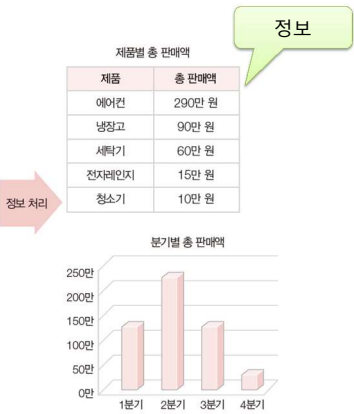 정보
제품별 총 판매액
제품 총 판매액
에어컨 290만 원
냉장고 90만 원
세탁기 60만 원
전자레인지 15만 원
청소기 10만 원
정보 처리
분기별 총 판매액
250만
200만
150만
100만
50만
0만
1분기 2분기 3분기 4분기